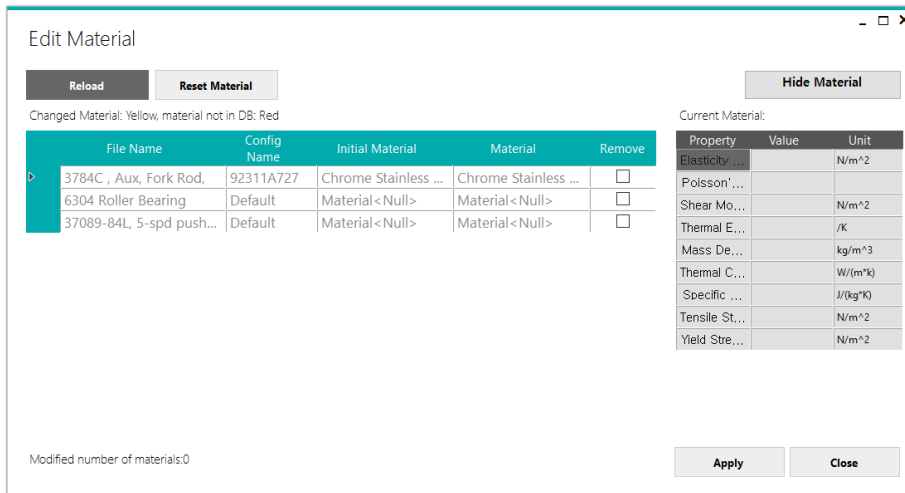 Edit Material
Reload Reset Material Hide Material
Changed Material: Yellow, material not in DB: Red
File Name Config Name Initial Material Material Remove
3784C , Aux, Fork Rod, 92311A727 Chrome Stainless ... Chrome Stainless ...
6304 Roller Bearing Default Material<Null> Material<Null>
37089-84L, 5-spd push... Default Material<Null> Material<Null>
Current Material:
Property Value Unit
Elasticity ... N/m^2
Poisson'...
Shear Mo... N/m^2
Thermal E... /K
Mass De... kg/m^3
Thermal C... W/(m*k)
Specific ... J/(kg*K)
Tensile St... N/m^2
Yield Stre... N/m^2
Modified number of materials:0
Apply Close